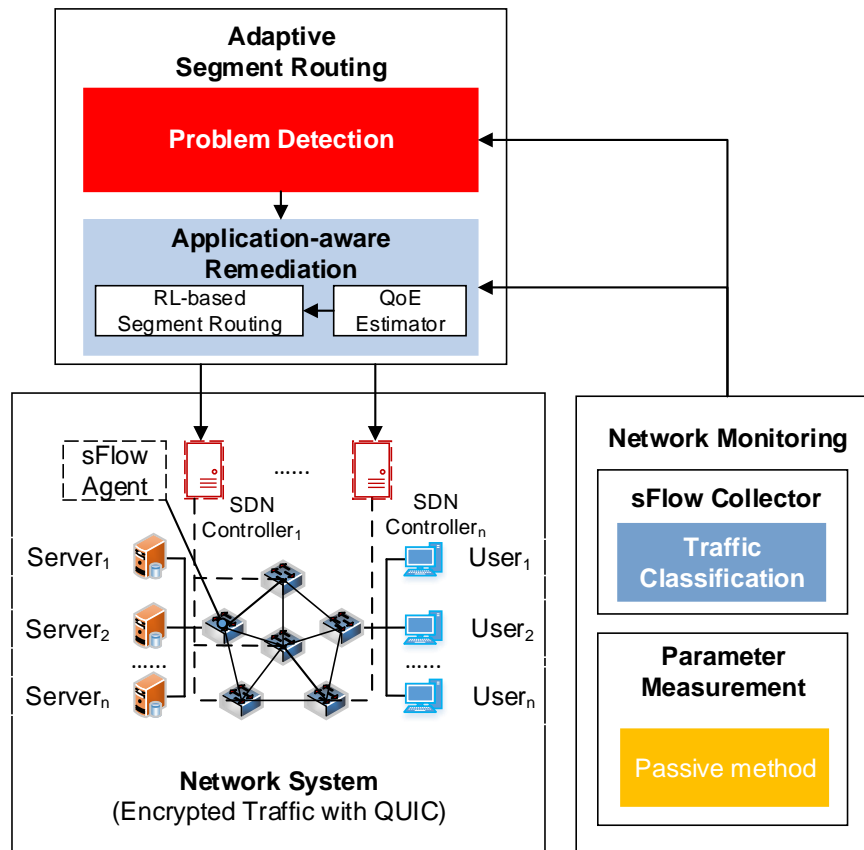 Adaptive
Segment Routing
Problem Detection
Application-aware
Remediation
RL-based
Segment Routing
QoE
Estimator
sFlow
Agent
......
SDN
Controller₁
SDN
Controllerₙ
Server₁
Server₂
......
Serverₙ
User₁
User₂
......
Userₙ
Network System
(Encrypted Traffic with QUIC)
Network Monitoring
sFlow Collector
Traffic
Classification
Parameter
Measurement
Passive method